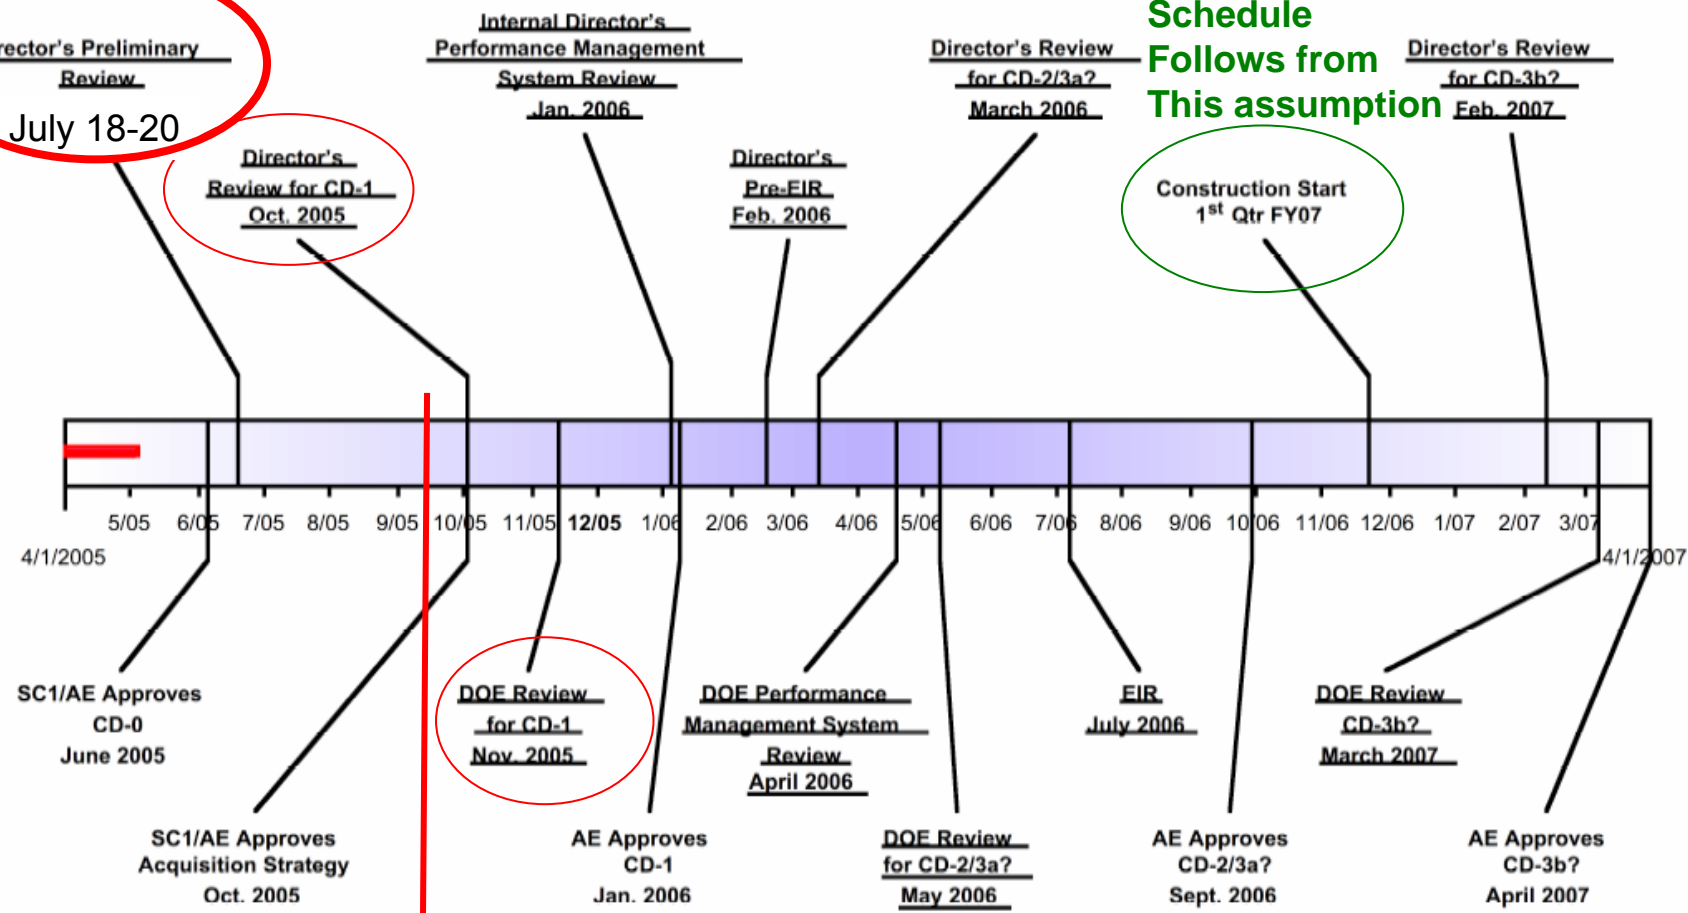 rector's Preliminary
Review
July 18-20
Internal Director's
Performance Management
System Review
Jan. 2006
Director's Review
for CD-2/3a?
March 2006
Schedule
Follows from
This assumption
Director's Review
for CD-3b?
Feb. 2007
Director's
Review for CD-1
Oct. 2005
Director's
Pre-EIR
Feb. 2006
Construction Start
1st Qtr FY07
5/05 6/05 7/05 8/05 9/05 10/05 11/05 12/05 1/06 2/06 3/06 4/06 5/06 6/06 7/06 8/06 9/06 10/06 11/06 12/06 1/07 2/07 3/07
4/1/2005
4/1/2007
SC1/AE Approves
CD-0
June 2005
DOE Review
for CD-1
Nov. 2005
DOE Performance
Management System
Review
April 2006
EIR
July 2006
DOE Review
CD-3b?
March 2007
SC1/AE Approves
Acquisition Strategy
Oct. 2005
AE Approves
CD-1
Jan. 2006
DOE Review
for CD-2/3a?
May 2006
AE Approves
CD-2/3a?
Sept. 2006
AE Approves
CD-3b?
April 2007